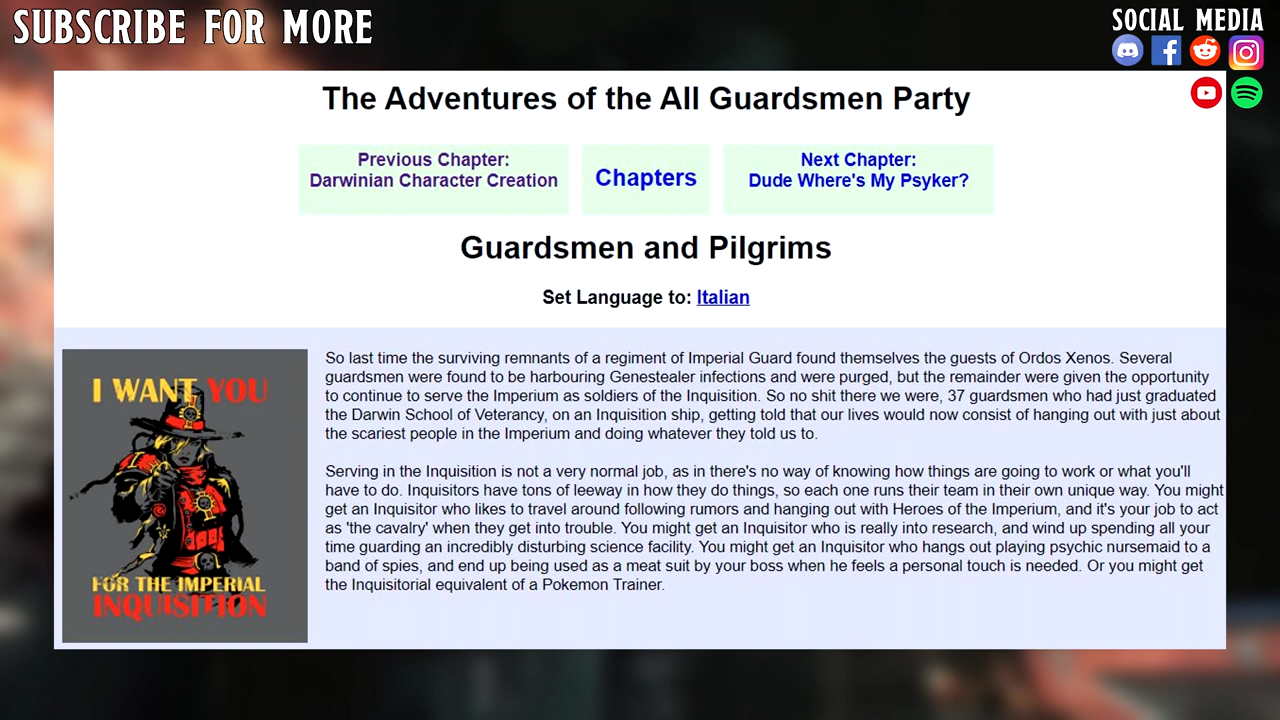 SUBSCRIBE FOR MORE
SOCIAL MEDIA
The Adventures of the All Guardsmen Party
Previous Chapter:
Darwinian Character Creation
Chapters
Next Chapter:
Dude Where's My Psyker?
Guardsmen and Pilgrims
Set Language to: Italian
I WANT YOU
FOR THE IMPERIAL
INQUISITION
So last time the surviving remnants of a regiment of Imperial Guard found themselves the guests of Ordos Xenos. Several
guardsmen were found to be harbouring Genestealer infections and were purged, but the remainder were given the opportunity
to continue to serve the Imperium as soldiers of the Inquisition. So no shit there we were, 37 guardsmen who had just graduated
the Darwin School of Veterancy, on an Inquisition ship, getting told that our lives would now consist of hanging out with just about
the scariest people in the Imperium and doing whatever they told us to.
Serving in the Inquisition is not a very normal job, as in there's no way of knowing how things are going to work or what you'll
have to do. Inquisitors have tons of leeway in how they do things, so each one runs their team in their own unique way. You might
get an Inquisitor who likes to travel around following rumors and hanging out with Heroes of the Imperium, and it's your job to act
as 'the cavalry' when they get into trouble. You might get an Inquisitor who is really into research, and wind up spending all your
time guarding an incredibly disturbing science facility. You might get an Inquisitor who hangs out playing psychic nursemaid to a
band of spies, and end up being used as a meat suit by your boss when he feels a personal touch is needed. Or you might get
the Inquisitorial equivalent of a Pokemon Trainer.